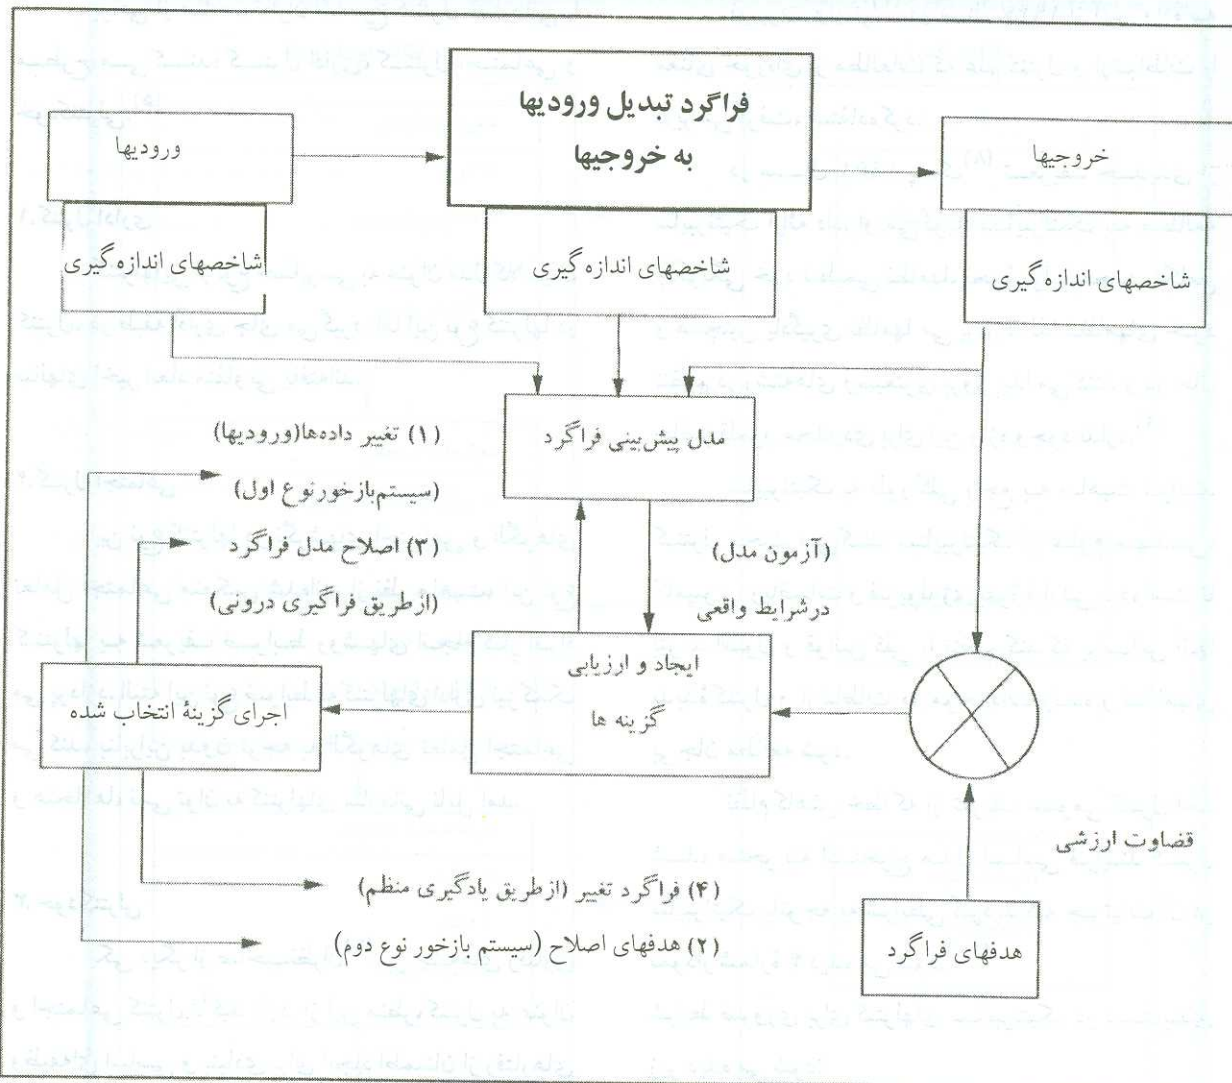 ورودیها
فراگرد تبدیل ورودیها
به خروجیها
خروجیها
شاخصهای اندازه گیری
شاخصهای اندازه گیری
شاخصهای اندازه گیری
مدل پیش‌بینی فراگرد
(۱) تغییر داده‌ها(ورودیها)
(سیستم‌بازخورنوع اول)
(۳) اصلاح مدل فراگرد
(ازطریق فراگیری درونی)
(آزمون مدل)
درشرایط واقعی
ایجاد و ارزیابی
گزینه ها
اجرای گزینهٔ انتخاب شده
قضاوت ارزشی
هدفهای فراگرد
(۴) فراگرد تغییر (ازطریق یادگیری منظم)
(۲) هدفهای اصلاح (سیستم بازخور نوع دوم)